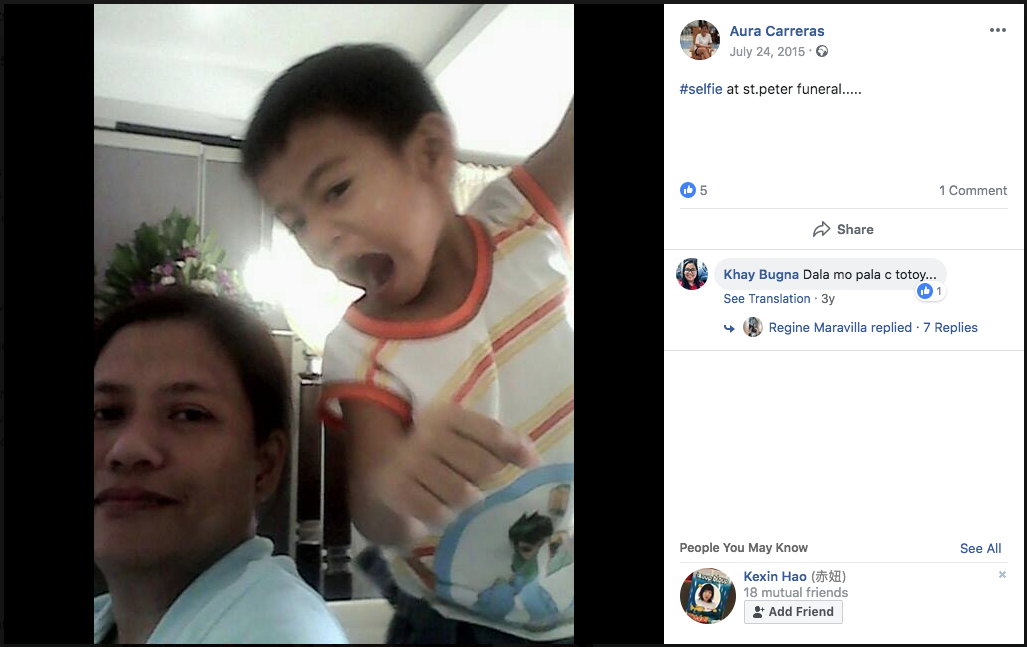 Aura Carreras
July 24, 2015 ·
#selfie at st.peter funeral.....
5
1 Comment
Share
Khay Bugna Dala mo pala c totoy...
1
See Translation · 3y
Regine Maravilla replied · 7 Replies
People You May Know
See All
Kexin Hao (赤妞)
18 mutual friends
Add Friend